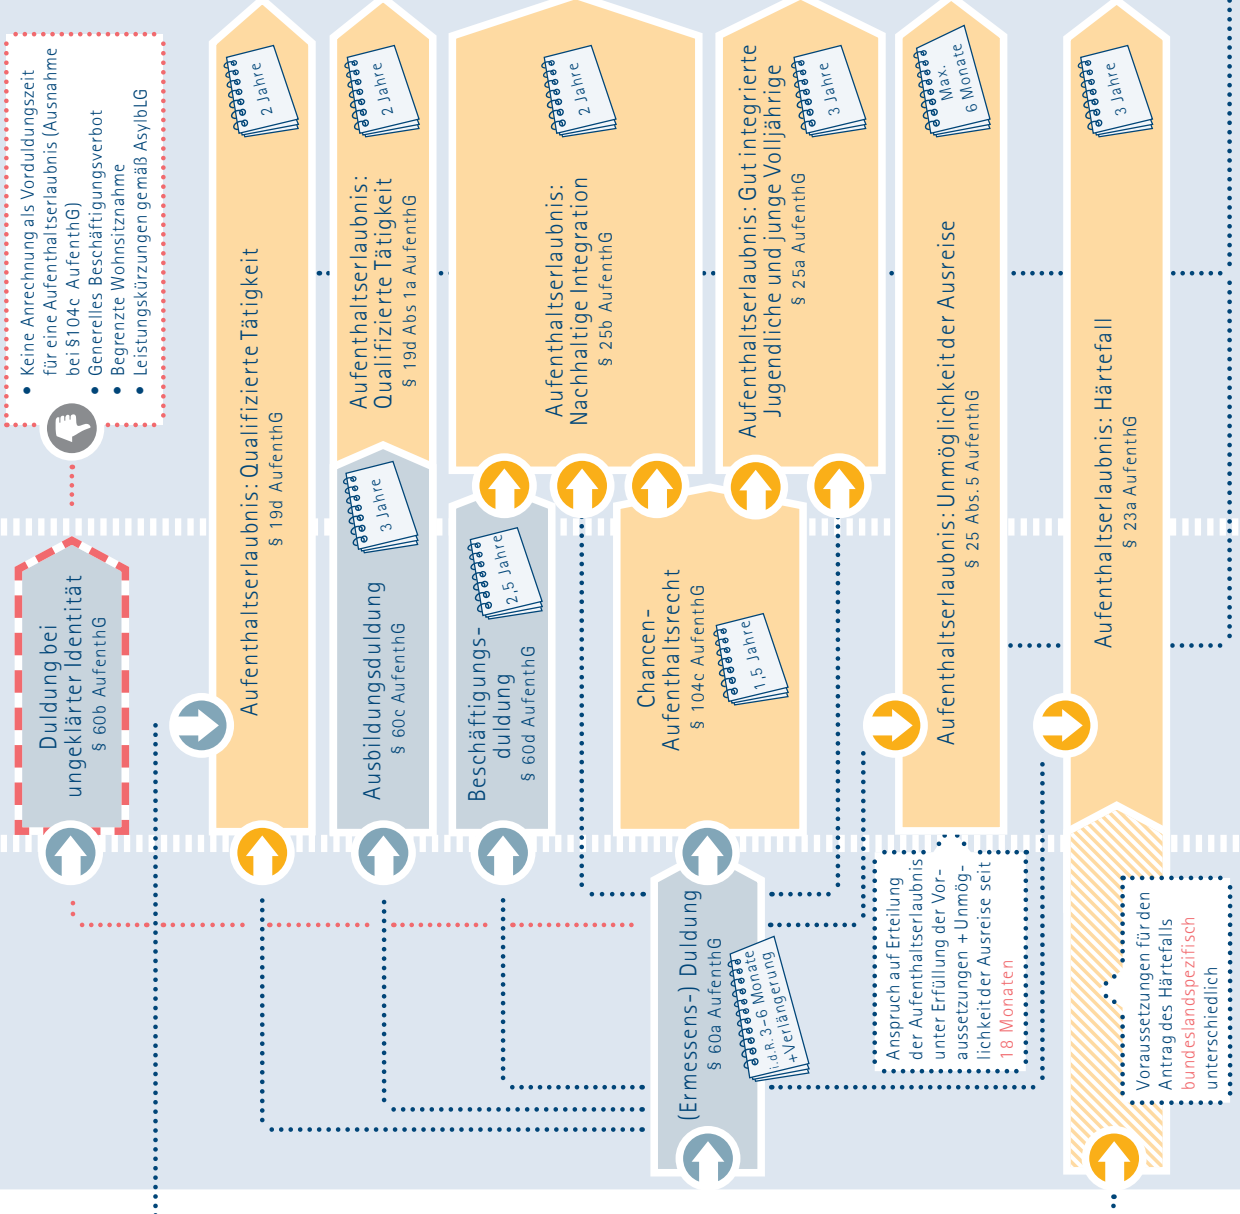 Keine Anrechnung als Vorduldungszeit
für eine Aufenthaltserlaubnis (Ausnahme
bei §104c AufenthG)
Generelles Beschäftigungsverbot
Begrenzte Wohnsitznahme
Leistungskürzungen gemäß AsylbLG
Duldung bei
ungeklärter Identität
§ 60b AufenthG
Aufenthaltserlaubnis: Qualifizierte Tätigkeit
§ 19d AufenthG
2 Jahre
Ausbildungsduldung
§ 60c AufenthG
3 Jahre
Aufenthaltserlaubnis:
Qualifizierte Tätigkeit
§ 19d Abs 1a AufenthG
2 Jahre
Beschäftigungs-
duldung
§ 60d AufenthG
2,5 Jahre
Aufenthaltserlaubnis:
Nachhaltige Integration
§ 25b AufenthG
2 Jahre
(Ermessens-) Duldung
§ 60a AufenthG
i.d.R. 3–6 Monate
+Verlängerung
Chancen-
Aufenthaltsrecht
§ 104c AufenthG
1,5 Jahre
Aufenthaltserlaubnis: Gut integrierte
Jugendliche und junge Volljährige
§ 25a AufenthG
3 Jahre
Anspruch auf Erteilung
der Aufenthaltserlaubnis
unter Erfüllung der Vor-
aussetzungen + Unmög-
lichkeit der Ausreise seit
18 Monaten
Aufenthaltserlaubnis: Unmöglichkeit der Ausreise
§ 25 Abs. 5 AufenthG
Max.
6 Monate
Aufenthaltserlaubnis: Härtefall
§ 23a AufenthG
3 Jahre
Voraussetzungen für den
Antrag des Härtefalls
bundeslandspezifisch
unterschiedlich